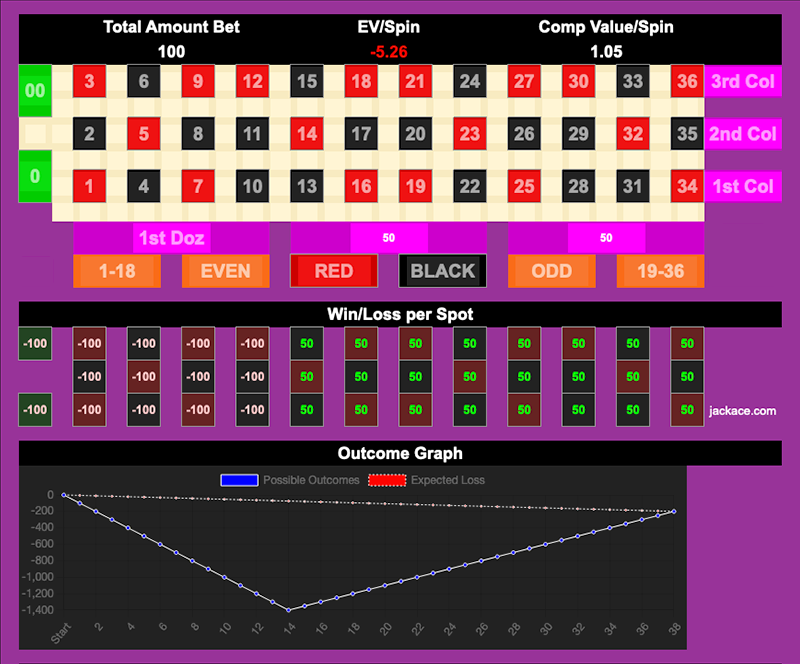 Total Amount Bet EV/Spin Comp Value/Spin
100 -5.26 1.05
00 3 6 9 12 15 18 21 24 27 30 33 36 3rd Col
2 5 8 11 14 17 20 23 26 29 32 35 2nd Col
0 1 4 7 10 13 16 19 22 25 28 31 34 1st Col
1st Doz 50 50
1-18 EVEN RED BLACK ODD 19-36
Win/Loss per Spot
-100 -100 -100 -100 -100 50 50 50 50 50 50 50 50
-100 -100 -100 -100 50 50 50 50 50 50 50 50
-100 -100 -100 -100 -100 50 50 50 50 50 50 50 50 jackace.com
Outcome Graph
Possible Outcomes Expected Loss
0
-200
-400
-600
-800
-1,000
-1,200
-1,400
Start 2 4 6 8 10 12 14 16 18 20 22 24 26 28 30 32 34 36 38